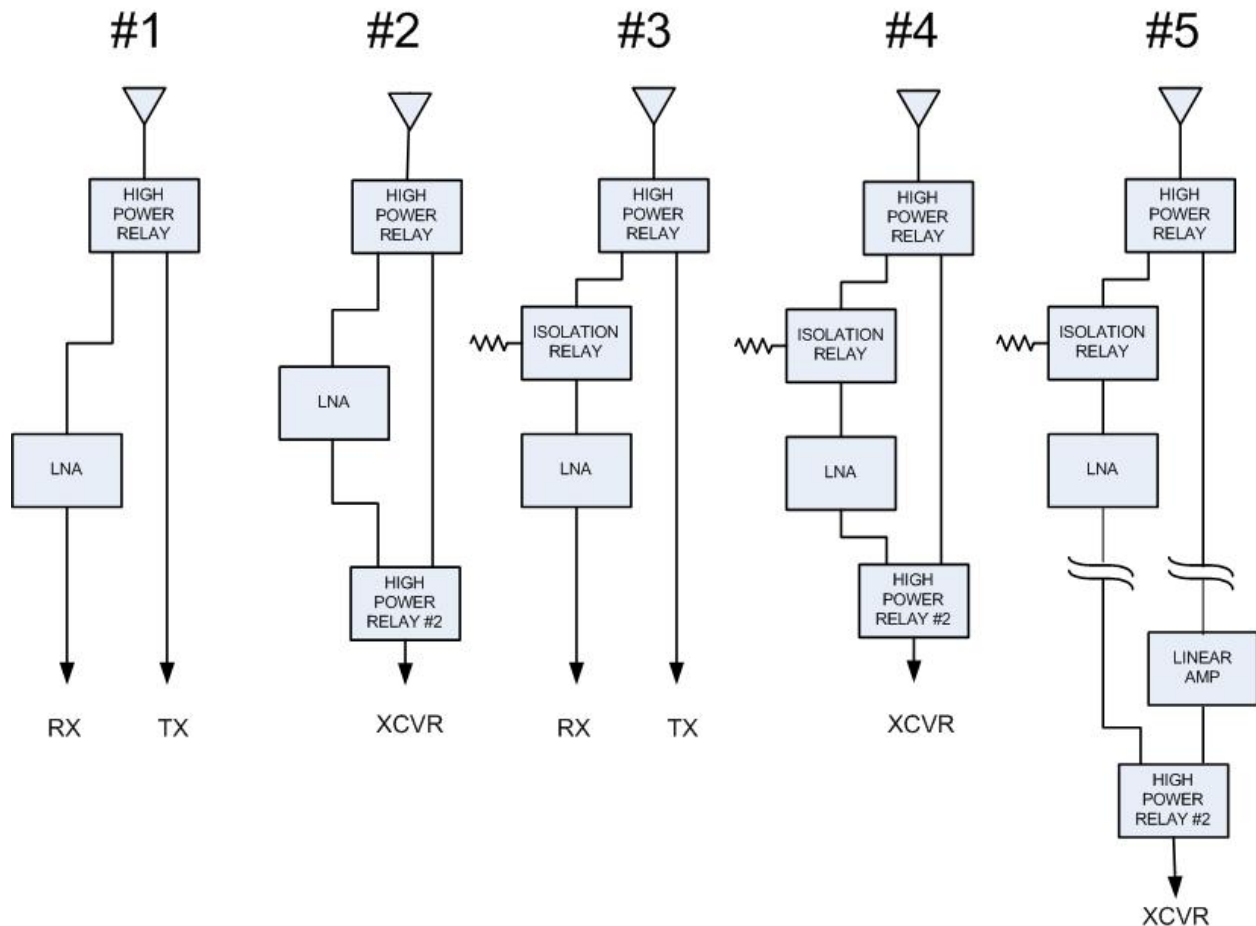 #1
#2
#3
#4
#5
HIGH
POWER
RELAY
LNA
RX
TX
HIGH
POWER
RELAY
LNA
HIGH
POWER
RELAY #2
XCVR
HIGH
POWER
RELAY
ISOLATION
RELAY
LNA
RX
TX
HIGH
POWER
RELAY
ISOLATION
RELAY
LNA
HIGH
POWER
RELAY #2
XCVR
HIGH
POWER
RELAY
ISOLATION
RELAY
LNA
LINEAR
AMP
HIGH
POWER
RELAY #2
XCVR